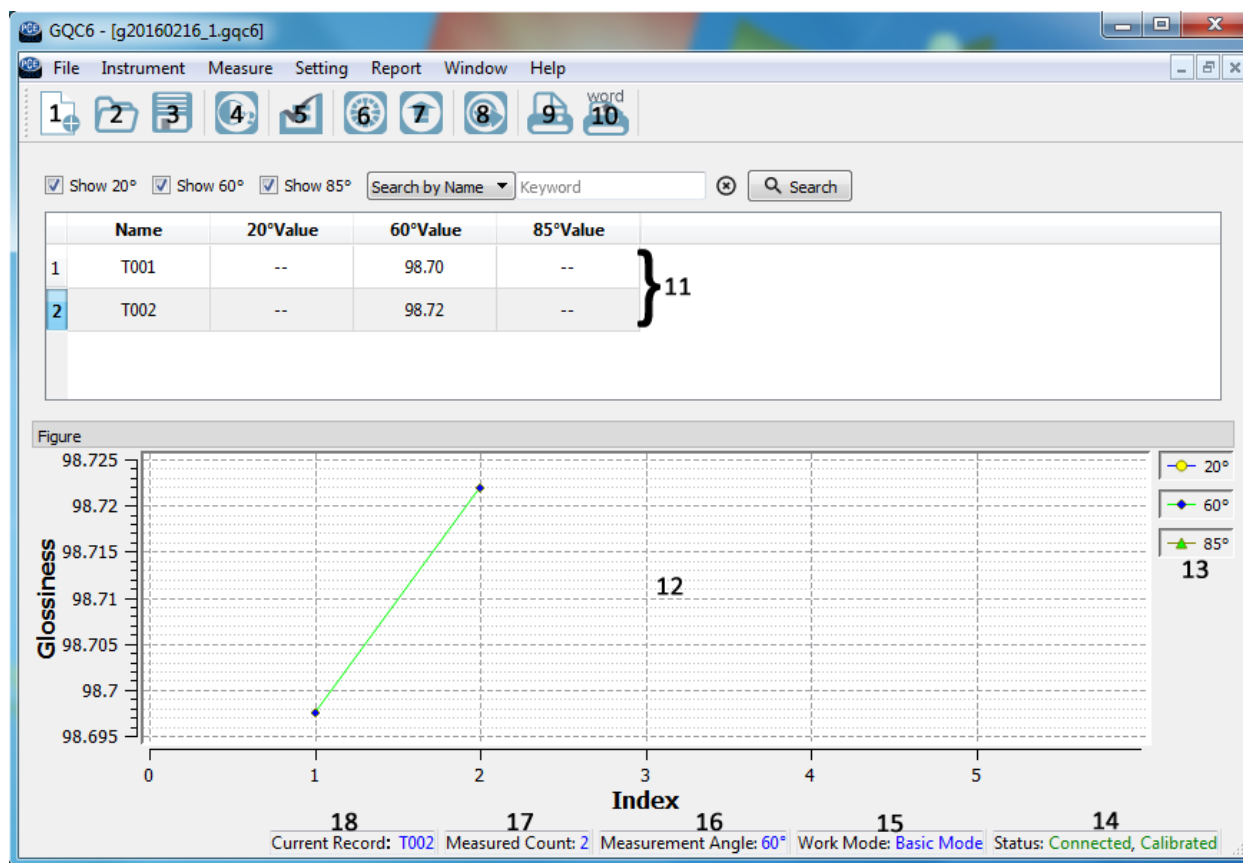 GQC6 - [g20160216_1.gqc6]
File Instrument Measure Setting Report Window Help
word
1 2 3 4 5 6 7 8 9 10
Show 20° Show 60° Show 85° Search by Name Keyword Search
Name 20°Value 60°Value 85°Value
1 T001 -- 98.70 --
11
2 T002 -- 98.72 --
Figure
98.725
20°
98.72
60°
98.715
85°
13
12
98.71
Glossiness
98.705
98.7
98.695
0 1 2 3 4 5
Index
18 17 16 15 14
Current Record: T002 Measured Count: 2 Measurement Angle: 60° Work Mode: Basic Mode Status: Connected, Calibrated